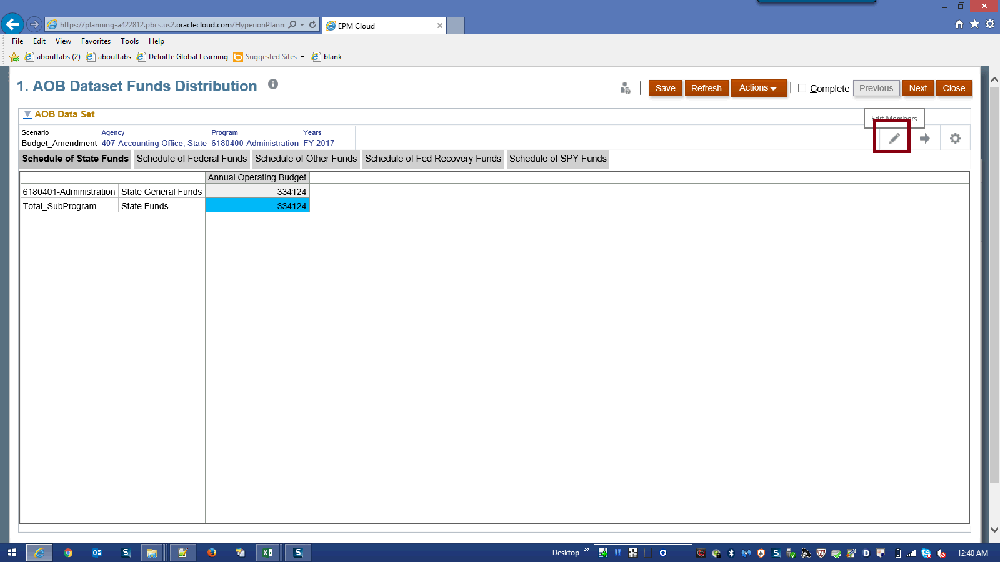 https://planning-a422812.pbcs.us2.oraclecloud.com/HyperionPlann
EPM Cloud
File Edit View Favorites Tools Help
abouttabs (2) abouttabs Deloitte Global Learning Suggested Sites blank
1. AOB Dataset Funds Distribution
Save Refresh Actions Complete Previous Next Close
AOB Data Set
Edit Members
Scenario Agency Program Years
Budget_Amendment 407-Accounting Office, State 6180400-Administration FY 2017
Schedule of State Funds Schedule of Federal Funds Schedule of Other Funds Schedule of Fed Recovery Funds Schedule of SPY Funds
Annual Operating Budget
6180401-Administration State General Funds 334124
Total_SubProgram State Funds 334124
Desktop 12:40 AM